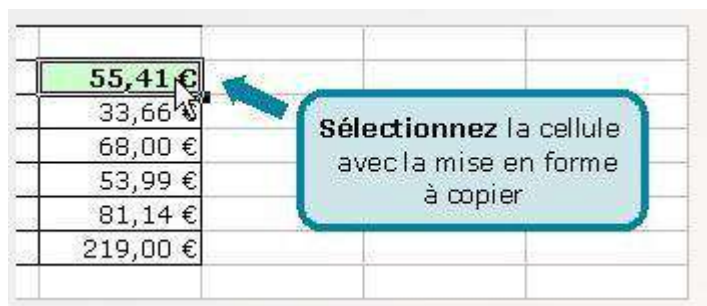 55,41 €
33,66 €
68,00 €
53,99 €
81,14 €
219,00 €
Sélectionnez la cellule
avec la mise en forme
à copier